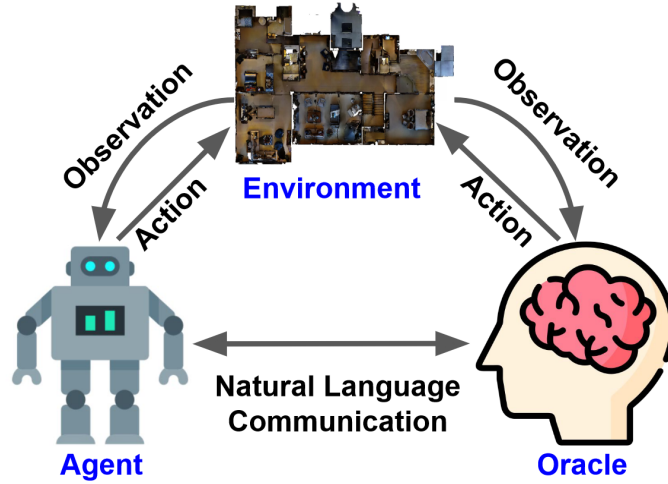 Observation
Action
Environment
Observation
Action
Natural Language
Communication
Agent
Oracle